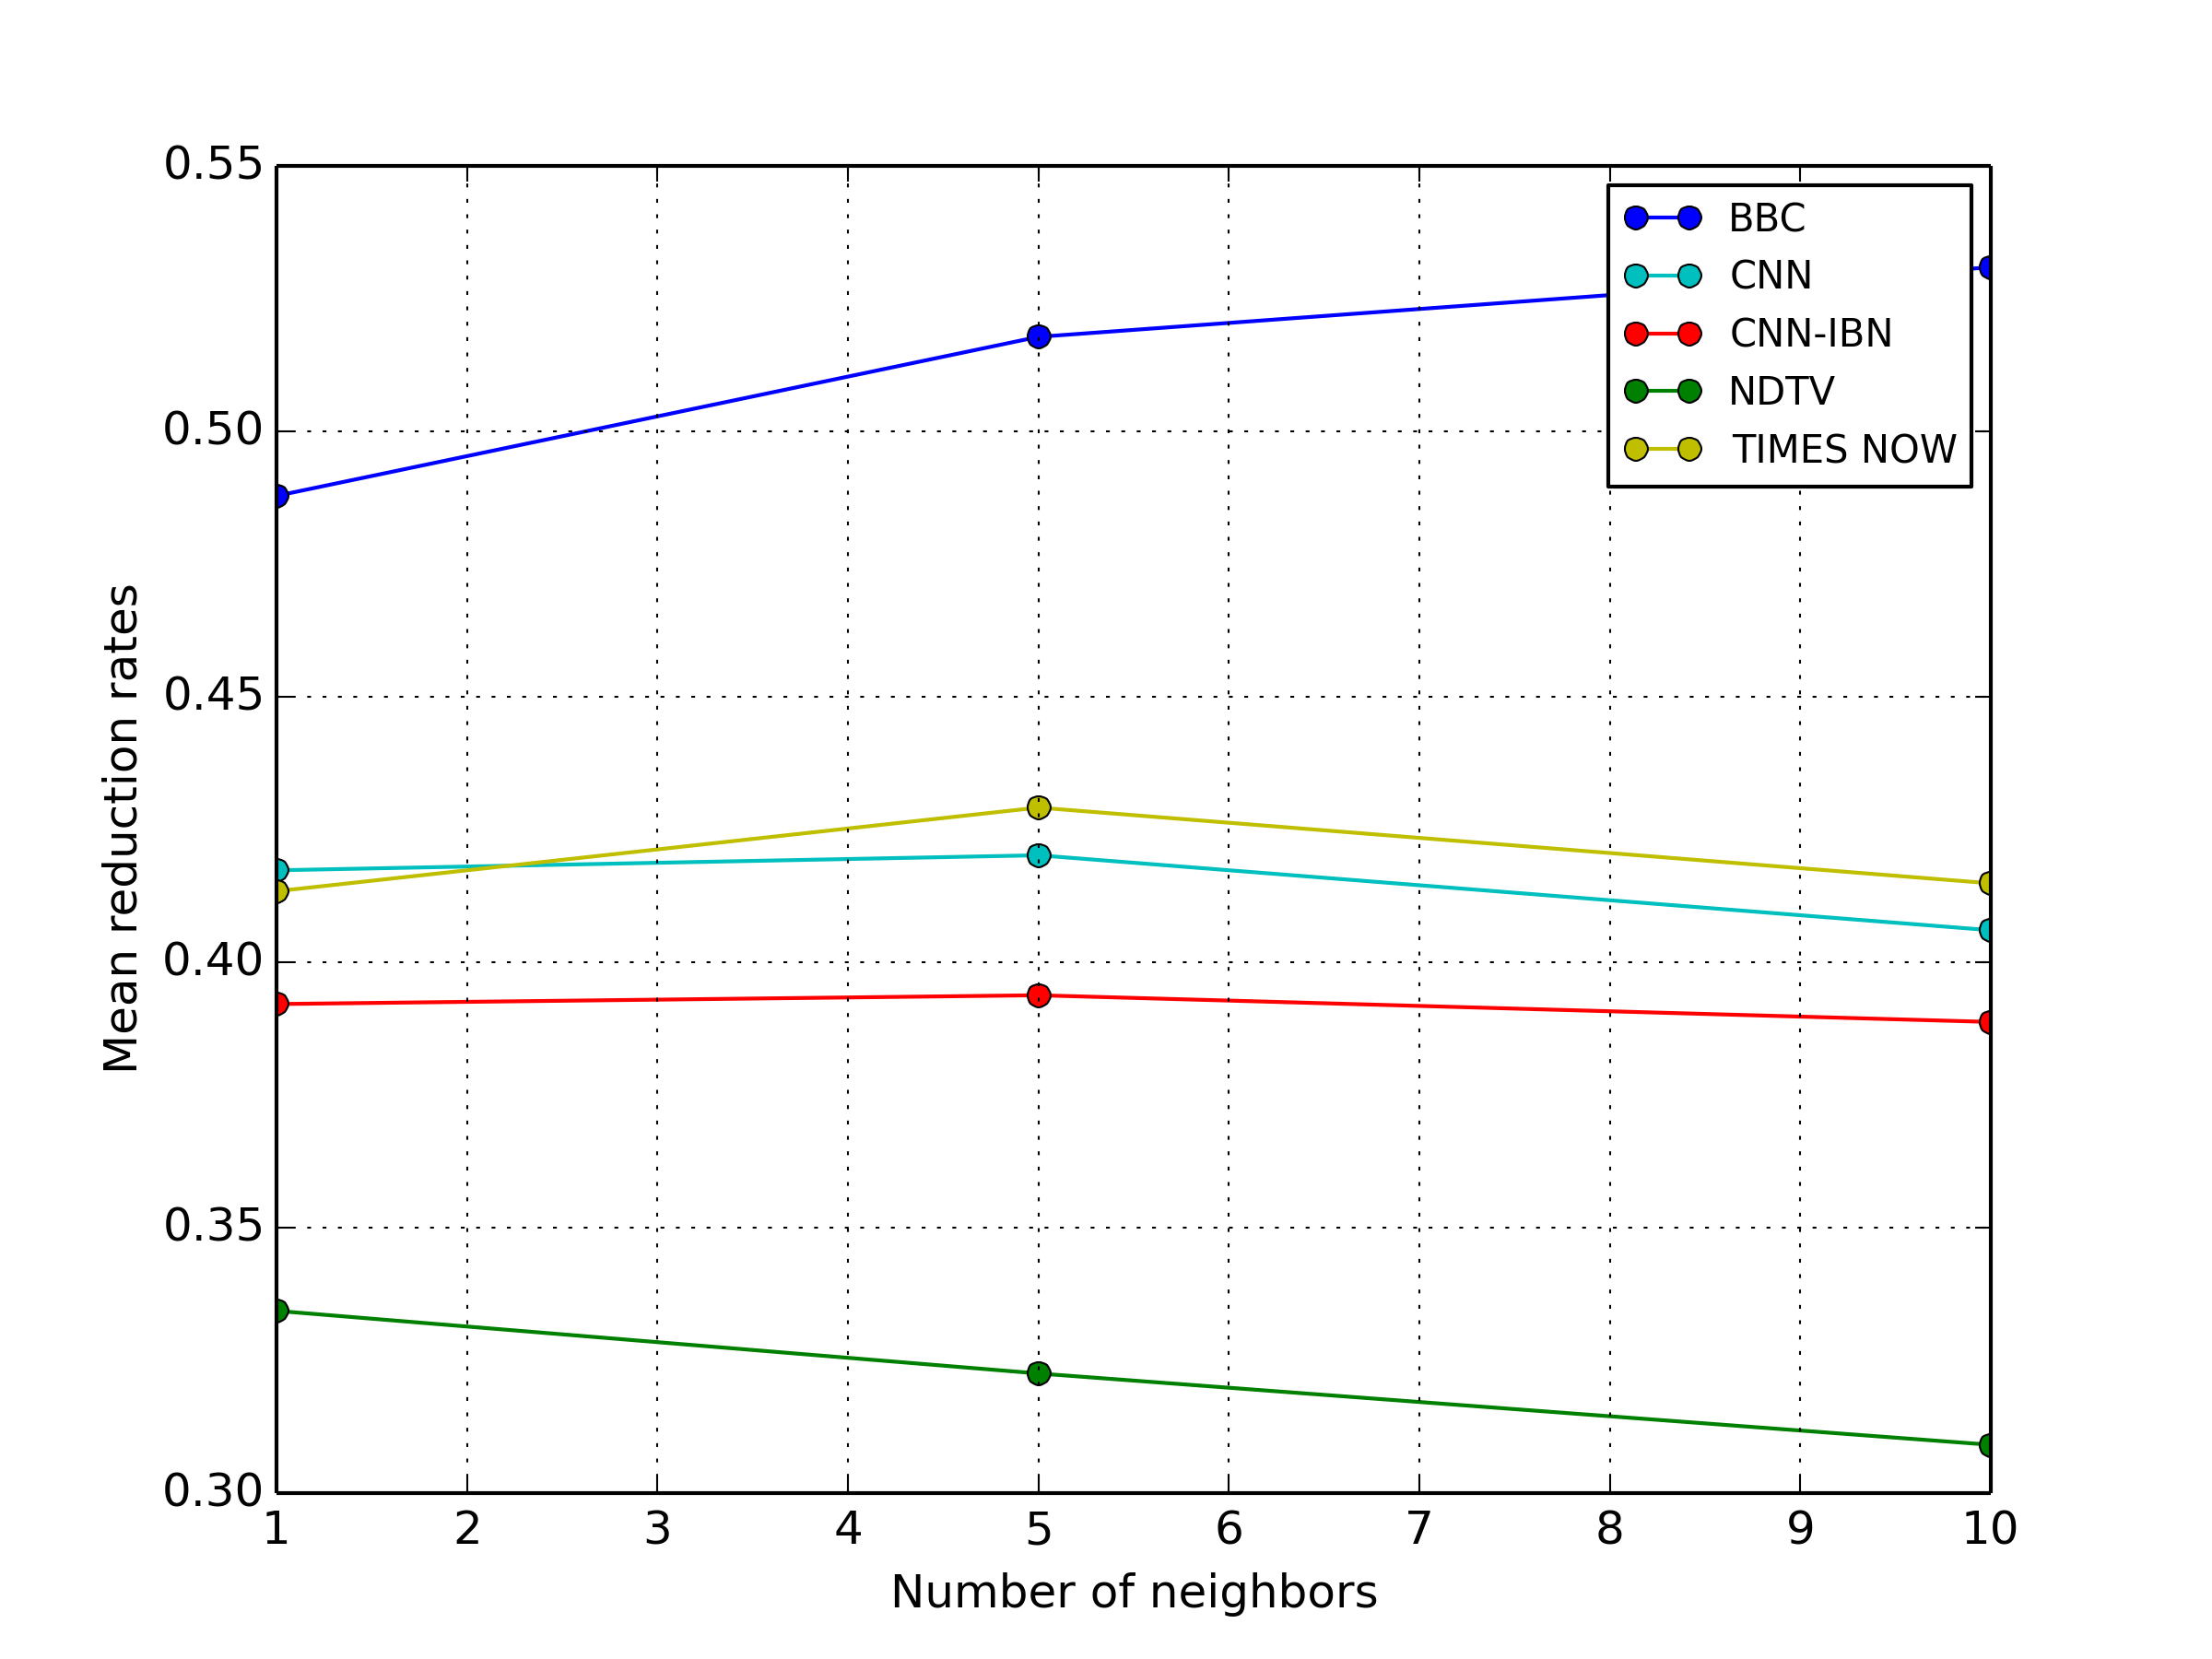 0.55
0.50
0.45
0.40
0.35
0.30
Mean reduction rates
BBC
CNN
CNN-IBN
NDTV
TIMES NOW
1 2 3 4 5 6 7 8 9 10
Number of neighbors